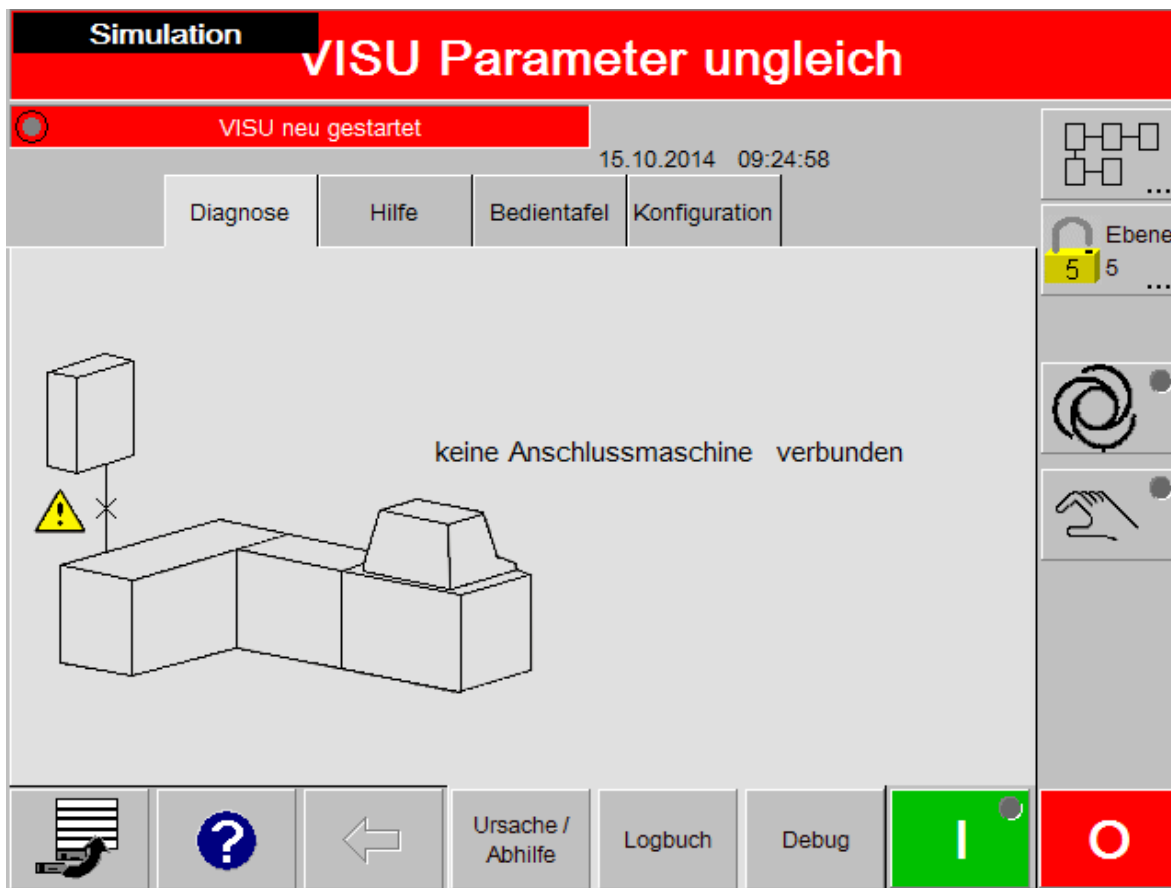 Simulation
VISU Parameter ungleich
VISU neu gestartet
15.10.2014 09:24:58
Diagnose
Hilfe
Bedientafel
Konfiguration
...
Ebene
5
5
...
keine Anschlussmaschine verbunden
?
Ursache /
Abhilfe
Logbuch
Debug
I
O